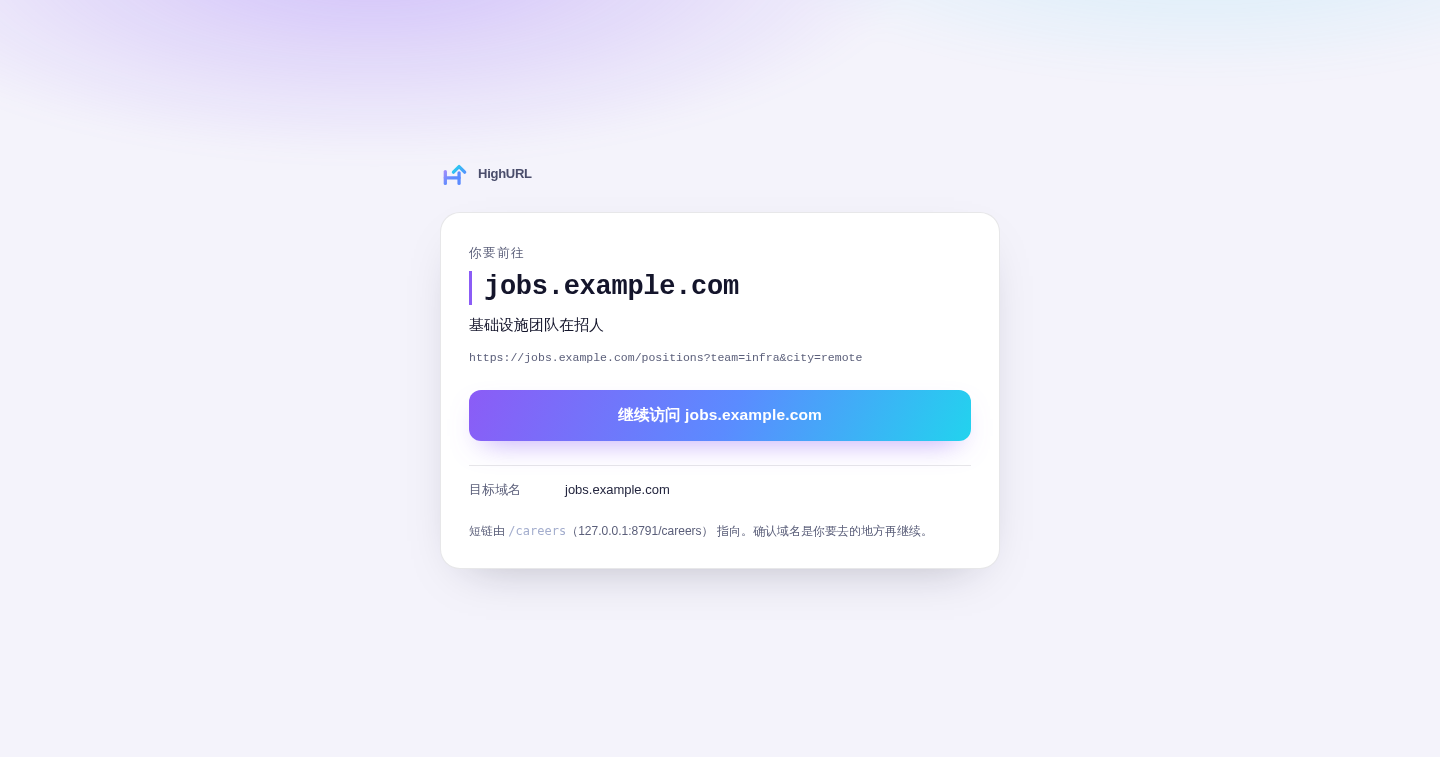 HighURL
你要前往
jobs.example.com
基础设施团队在招人
https://jobs.example.com/positions?team=infra&city=remote
继续访问 jobs.example.com
目标域名 jobs.example.com
短链由 /careers（127.0.0.1:8791/careers） 指向。确认域名是你要去的地方再继续。